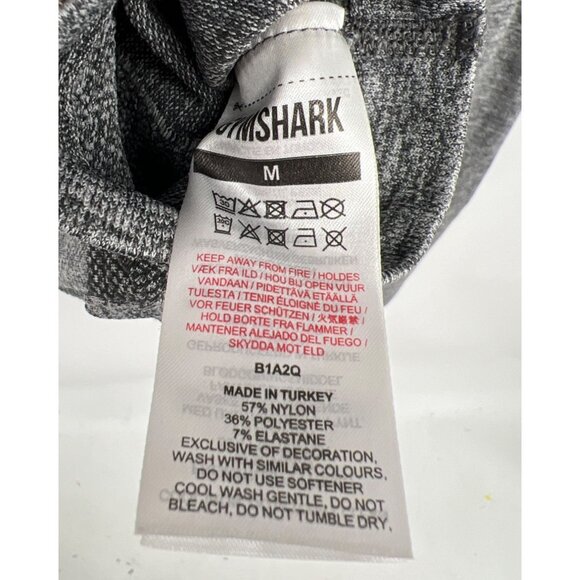 GYMSHARK
M
KEEP AWAY FROM FIRE / HOLDES
VÆK FRA ILD / HOU BIJ OPEN VUUR
VANDAAN / PIDETTÄVÄ ETÄÄLLÄ
TULESTA / TENIR ÉLOIGNÉ DU FEU /
VOR FEUER SCHÜTZEN / 火気厳禁 /
HOLD BORTE FRA FLAMMER /
MANTENER ALEJADO DEL FUEGO /
SKYDDA MOT ELD
B1A2Q
MADE IN TURKEY
57% NYLON
36% POLYESTER
7% ELASTANE
EXCLUSIVE OF DECORATION.
WASH WITH SIMILAR COLOURS,
DO NOT USE SOFTENER
COOL WASH GENTLE, DO NOT
BLEACH, DO NOT TUMBLE DRY,